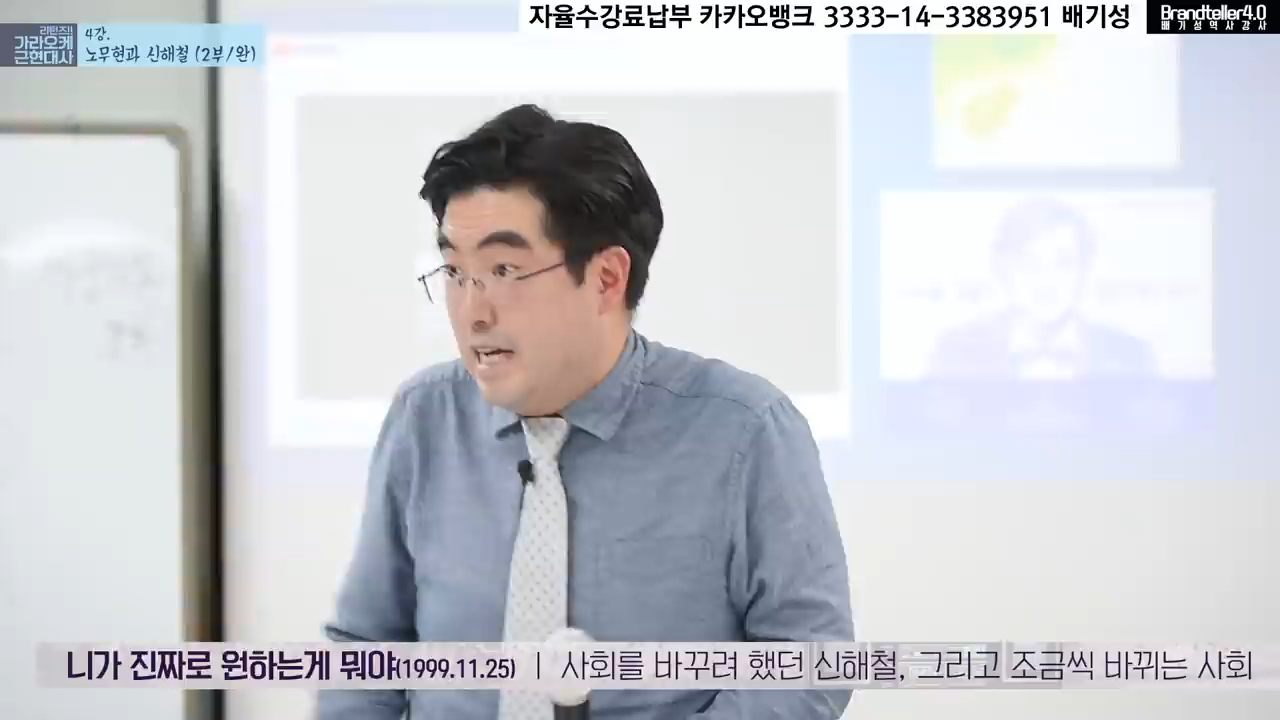 자율수강료납부 카카오뱅크 3333-14-3383951 배기성
Brandteller4.0
배기성역사강사
리턴즈!!
가라오케
근현대사
4강.
노무현과 신해철 (2부/완)
니가 진짜로 원하는게 뭐야(1999.11.25) | 사회를 바꾸려 했던 신해철, 그리고 조금씩 바뀌는 사회